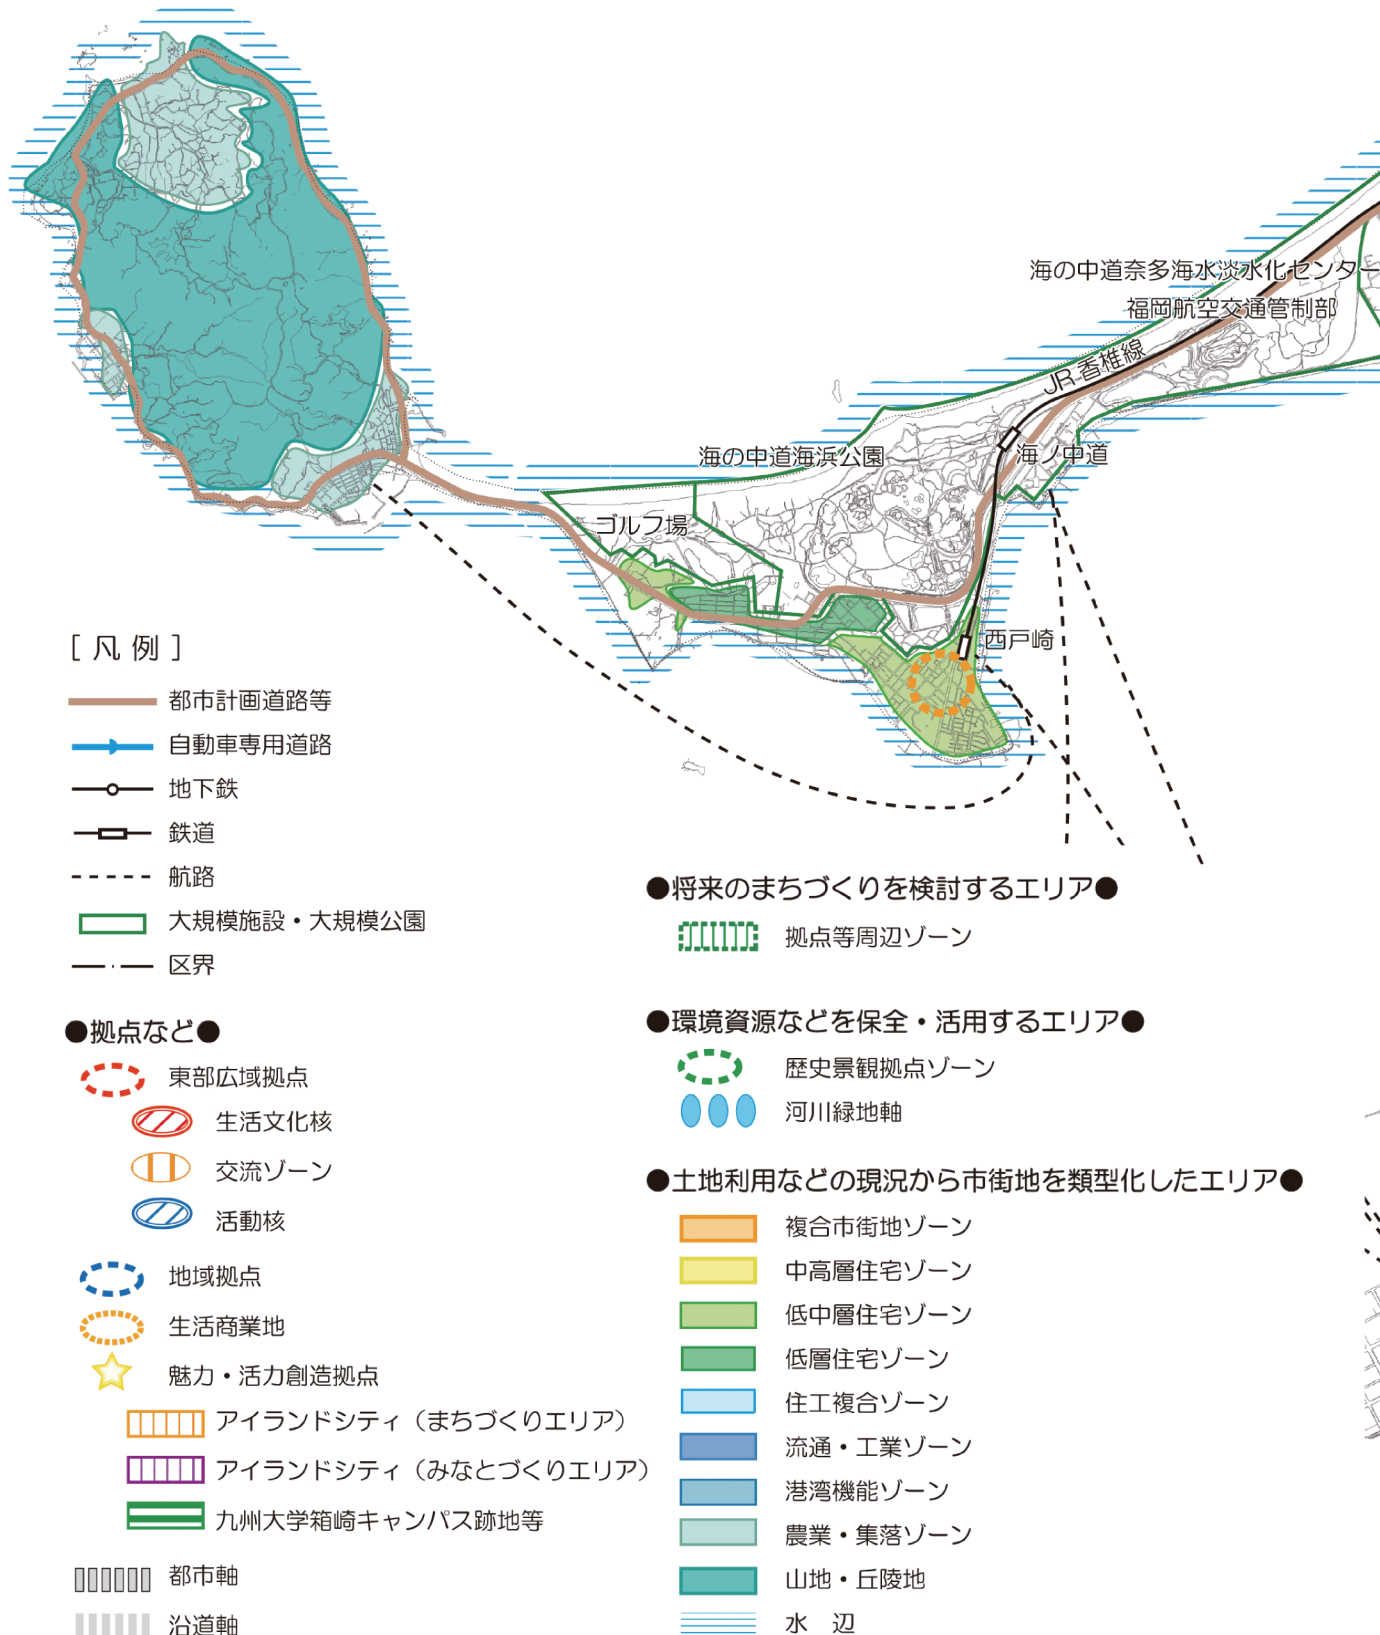 海の中道奈多海水淡水化センター
福岡航空交通管制部
JR香椎線
海の中道海浜公園
海ノ中道
ゴルフ場
西戸崎
[ 凡 例 ]
都市計画道路等
自動車専用道路
地下鉄
鉄道
航路
大規模施設・大規模公園
区界
●拠点など●
東部広域拠点
生活文化核
交流ゾーン
活動核
地域拠点
生活商業地
魅力・活力創造拠点
アイランドシティ（まちづくりエリア）
アイランドシティ（みなとづくりエリア）
九州大学箱崎キャンパス跡地等
都市軸
沿道軸
●将来のまちづくりを検討するエリア●
拠点等周辺ゾーン
●環境資源などを保全・活用するエリア●
歴史景観拠点ゾーン
河川緑地軸
●土地利用などの現況から市街地を類型化したエリア●
複合市街地ゾーン
中高層住宅ゾーン
低中層住宅ゾーン
低層住宅ゾーン
住工複合ゾーン
流通・工業ゾーン
港湾機能ゾーン
農業・集落ゾーン
山地・丘陵地
水　辺